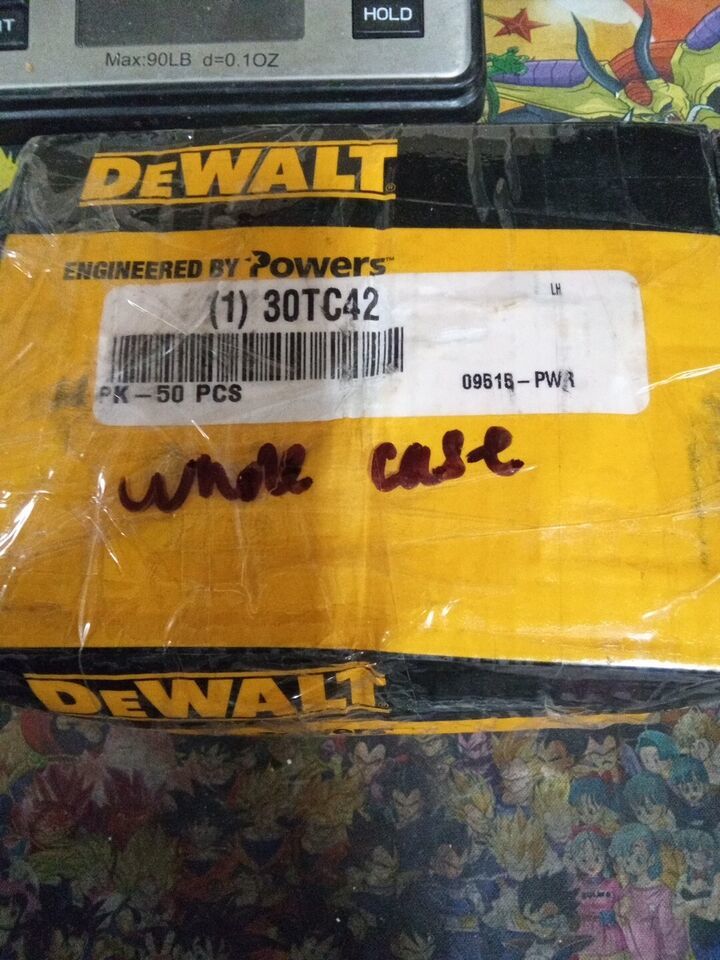 HOLD
Max:90LB d=0.1OZ
DEWALT
ENGINEERED BY Powers™
LH
(1) 30TC42
PK-50 PCS
09615-PWR
whole case
DEWALT